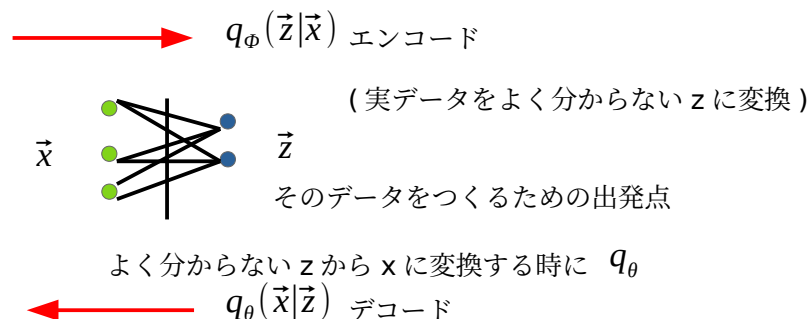 q_Φ(z⃗|x⃗) エンコード
(実データをよく分からない z に変換)
x⃗ z⃗
そのデータをつくるための出発点
よく分からない z から x に変換する時に q_θ
q_θ(x⃗|z⃗) デコード